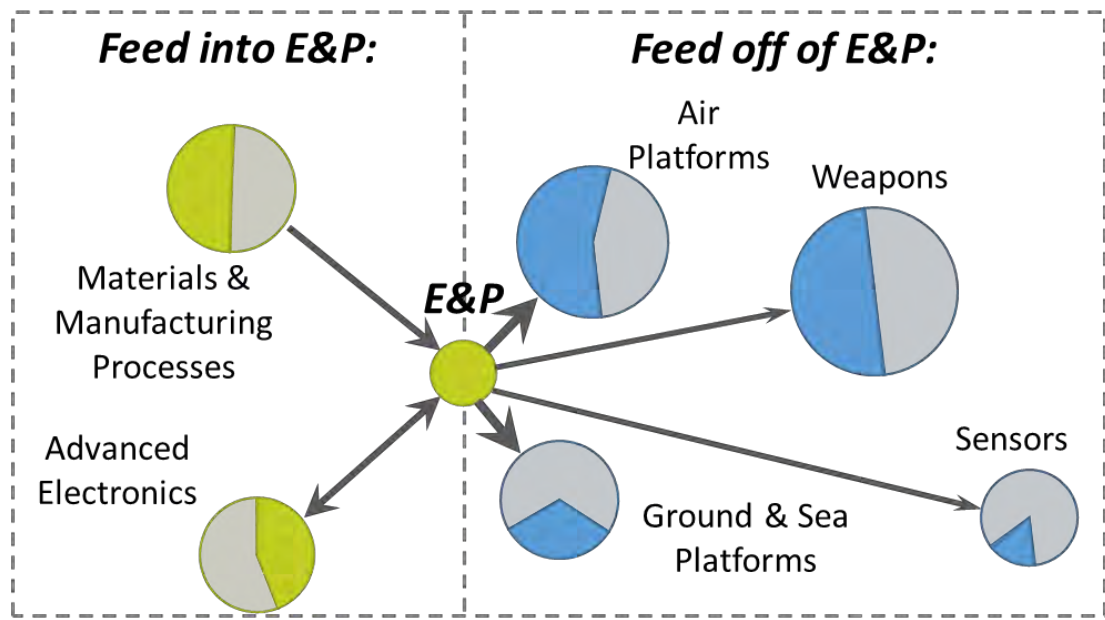 Feed into E&P:
Feed off of E&P:
Air
Platforms
Weapons
Materials &
Manufacturing
Processes
E&P
Advanced
Electronics
Sensors
Ground & Sea
Platforms